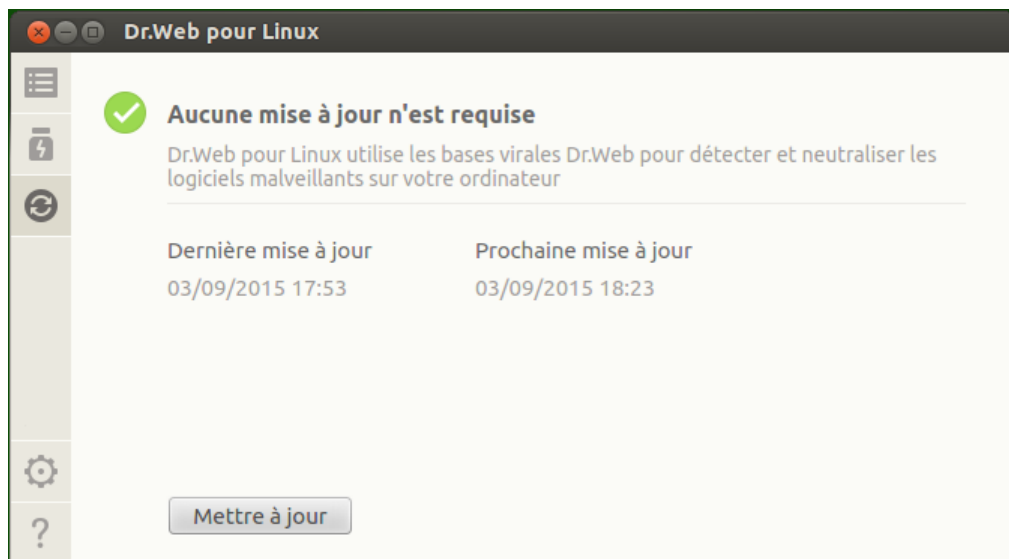 Dr.Web pour Linux
Aucune mise à jour n'est requise
Dr.Web pour Linux utilise les bases virales Dr.Web pour détecter et neutraliser les
logiciels malveillants sur votre ordinateur
Dernière mise à jour
Prochaine mise à jour
03/09/2015 17:53
03/09/2015 18:23
Mettre à jour
?